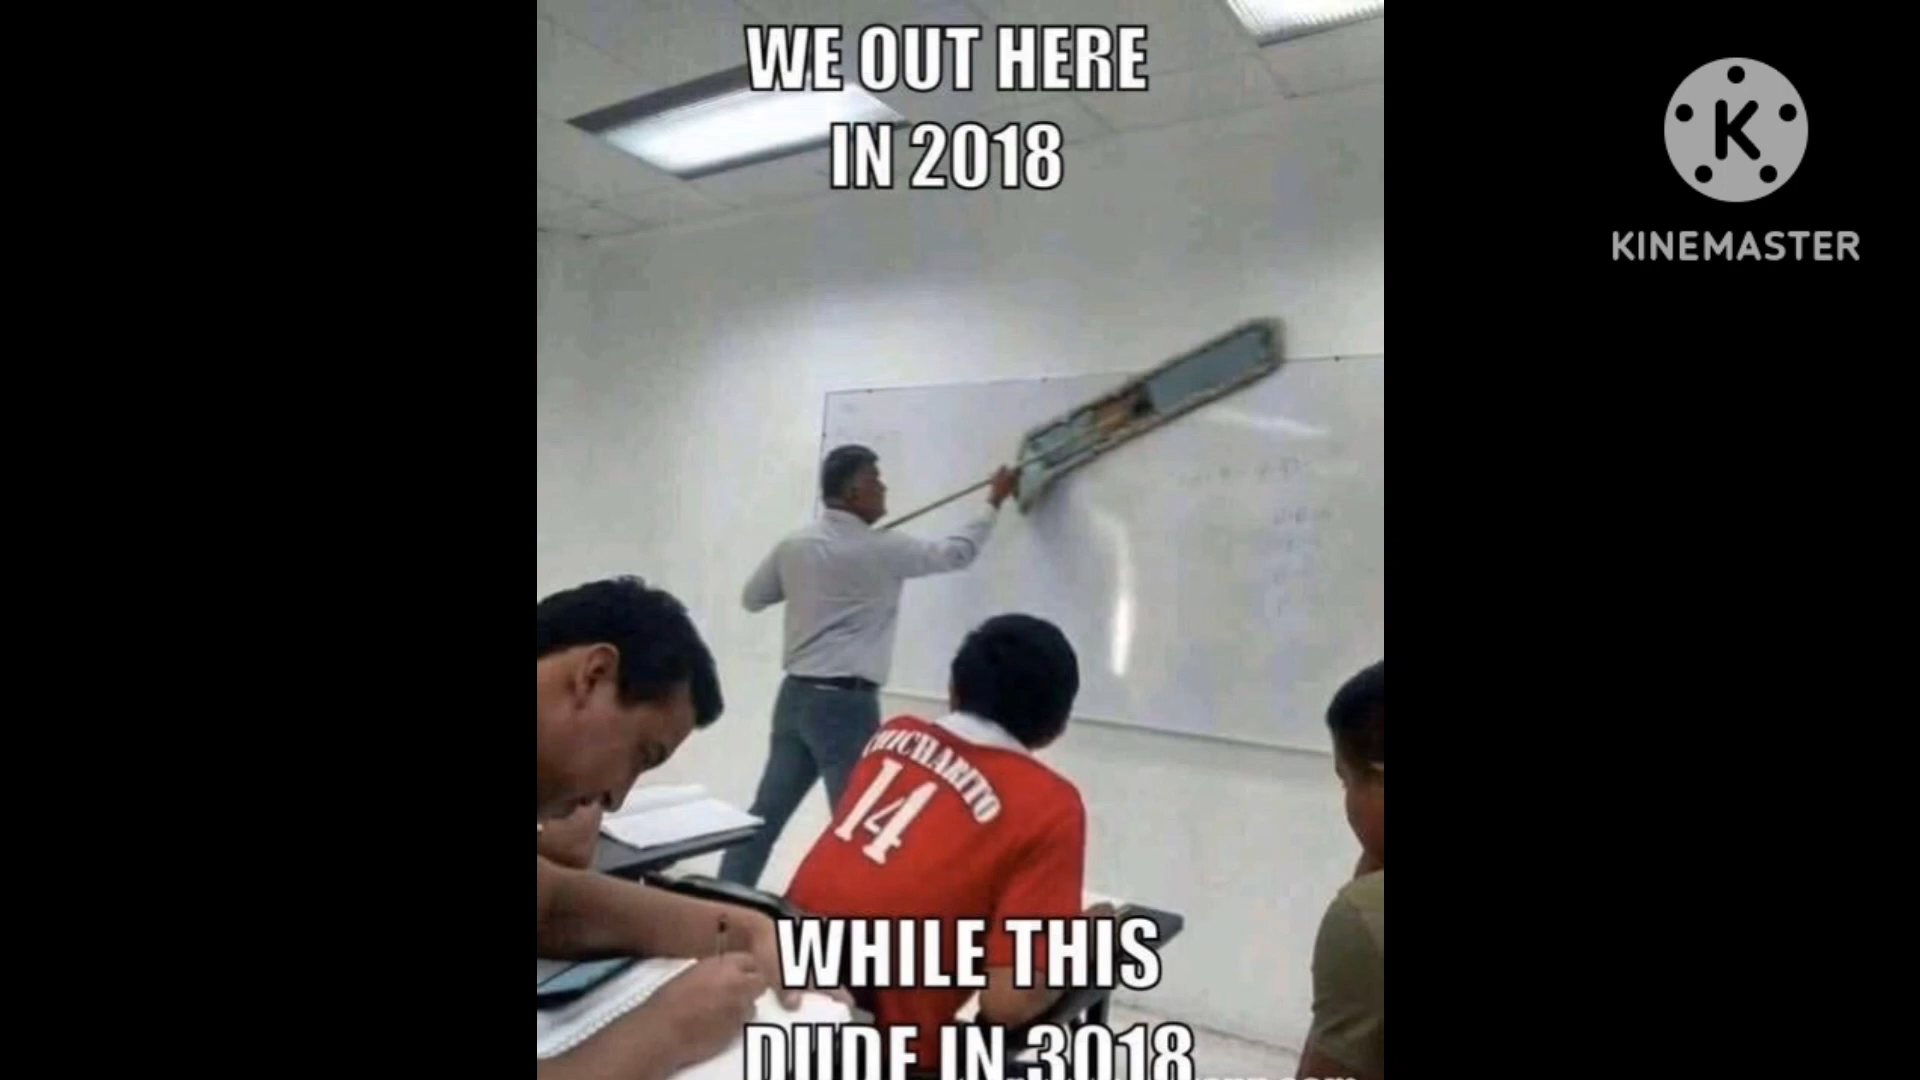 WE OUT HERE
IN 2018
K
KINEMASTER
CHICHARITO
14
WHILE THIS
DUDE IN 3018